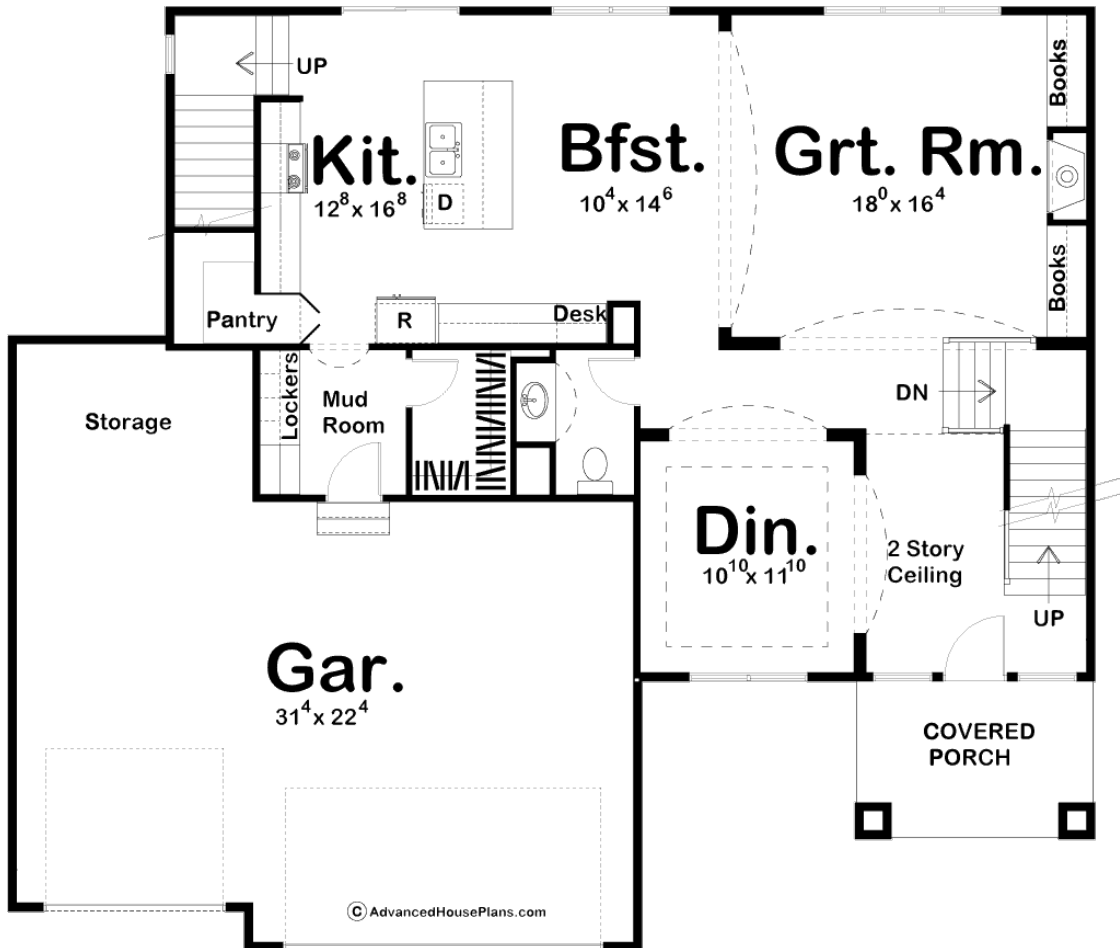 UP
Books
Kit.
12⁸ x 16⁸
Bfst.
10⁴ x 14⁶
Grt. Rm.
18⁰ x 16⁴
D
Books
Pantry
R
Desk
Storage
Lockers
Mud
Room
DN
Din.
10¹⁰ x 11¹⁰
2 Story
Ceiling
UP
Gar.
31⁴ x 22⁴
COVERED
PORCH
© AdvancedHousePlans.com